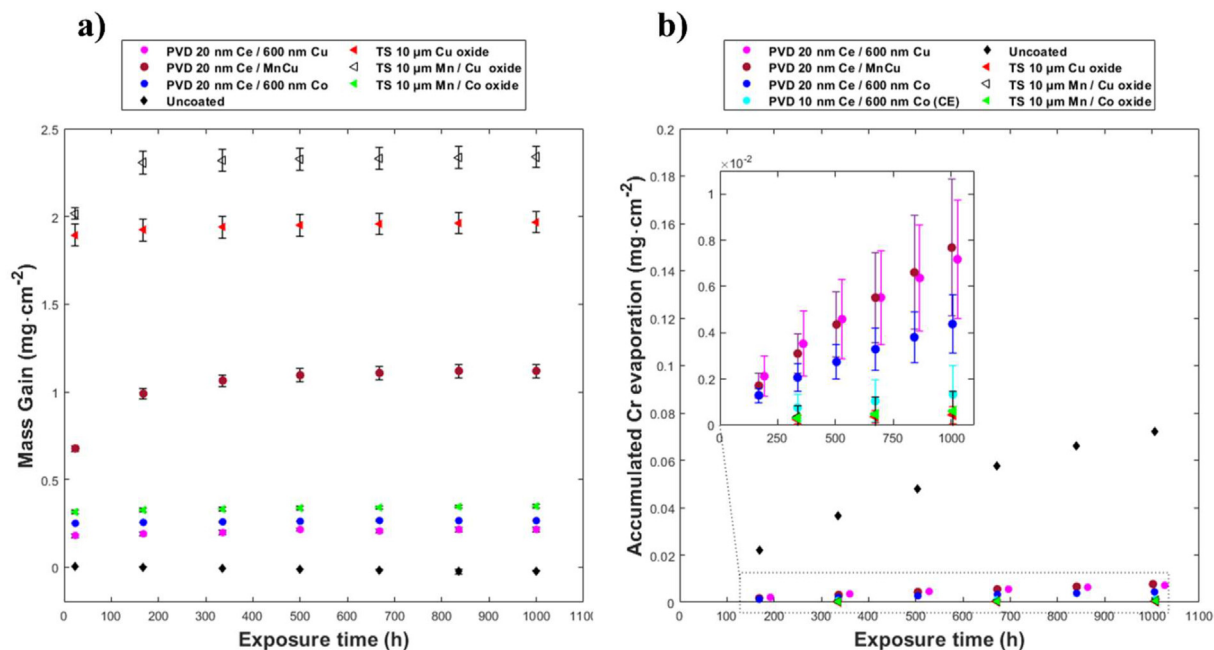 a)
PVD 20 nm Ce / 600 nm Cu
PVD 20 nm Ce / MnCu
PVD 20 nm Ce / 600 nm Co
Uncoated
TS 10 μm Cu oxide
TS 10 μm Mn / Cu oxide
TS 10 μm Mn / Co oxide
2.5
2
1.5
1
0.5
0
Mass Gain (mg·cm-2)
0 100 200 300 400 500 600 700 800 900 1000 1100
Exposure time (h)
b)
PVD 20 nm Ce / 600 nm Cu
PVD 20 nm Ce / MnCu
PVD 20 nm Ce / 600 nm Co
PVD 10 nm Ce / 600 nm Co (CE)
Uncoated
TS 10 μm Cu oxide
TS 10 μm Mn / Cu oxide
TS 10 μm Mn / Co oxide
0.2
0.18
0.16
0.14
0.12
0.1
0.08
0.06
0.04
0.02
0
Accumulated Cr evaporation (mg·cm-2)
×10-2
1
0.8
0.6
0.4
0.2
0
0 250 500 750 1000
0 100 200 300 400 500 600 700 800 900 1000 1100
Exposure time (h)